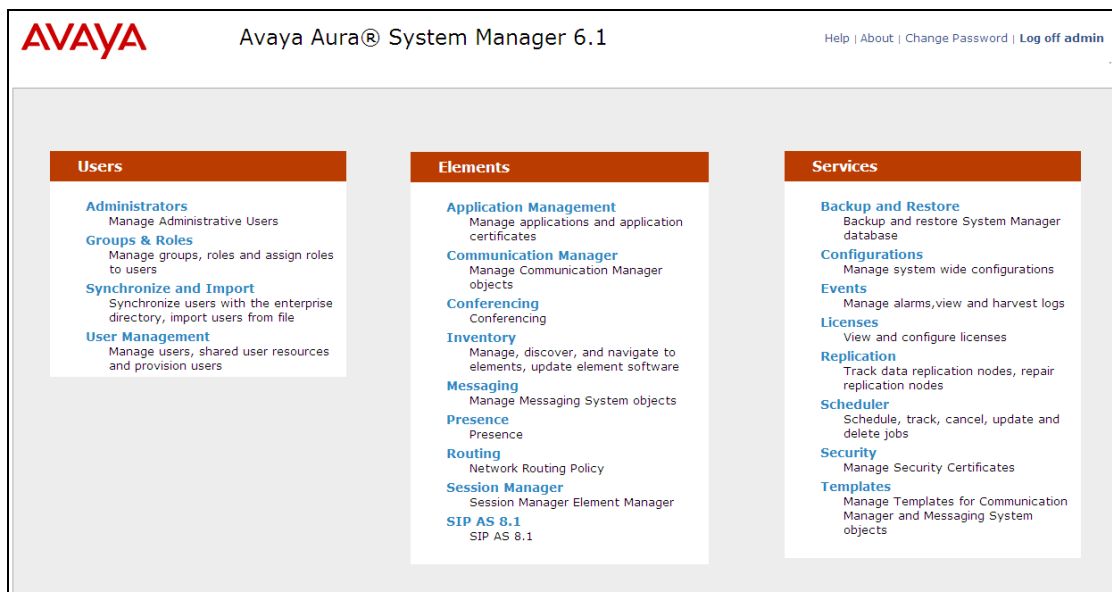 AVAYA
Avaya Aura® System Manager 6.1
Help | About | Change Password | Log off admin
Users
Administrators
Manage Administrative Users
Groups & Roles
Manage groups, roles and assign roles
to users
Synchronize and Import
Synchronize users with the enterprise
directory, import users from file
User Management
Manage users, shared user resources
and provision users
Elements
Application Management
Manage applications and application
certificates
Communication Manager
Manage Communication Manager
objects
Conferencing
Conferencing
Inventory
Manage, discover, and navigate to
elements, update element software
Messaging
Manage Messaging System objects
Presence
Presence
Routing
Network Routing Policy
Session Manager
Session Manager Element Manager
SIP AS 8.1
SIP AS 8.1
Services
Backup and Restore
Backup and restore System Manager
database
Configurations
Manage system wide configurations
Events
Manage alarms,view and harvest logs
Licenses
View and configure licenses
Replication
Track data replication nodes, repair
replication nodes
Scheduler
Schedule, track, cancel, update and
delete jobs
Security
Manage Security Certificates
Templates
Manage Templates for Communication
Manager and Messaging System
objects